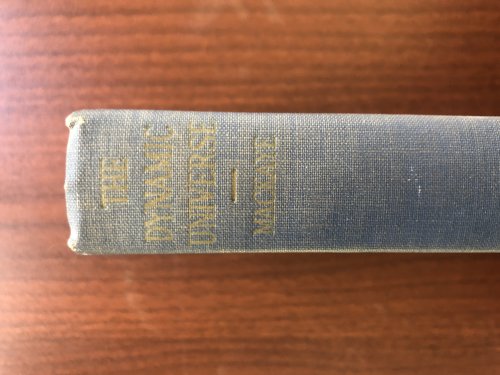 THE
DYNAMIC
UNIVERSE
MACKAYE